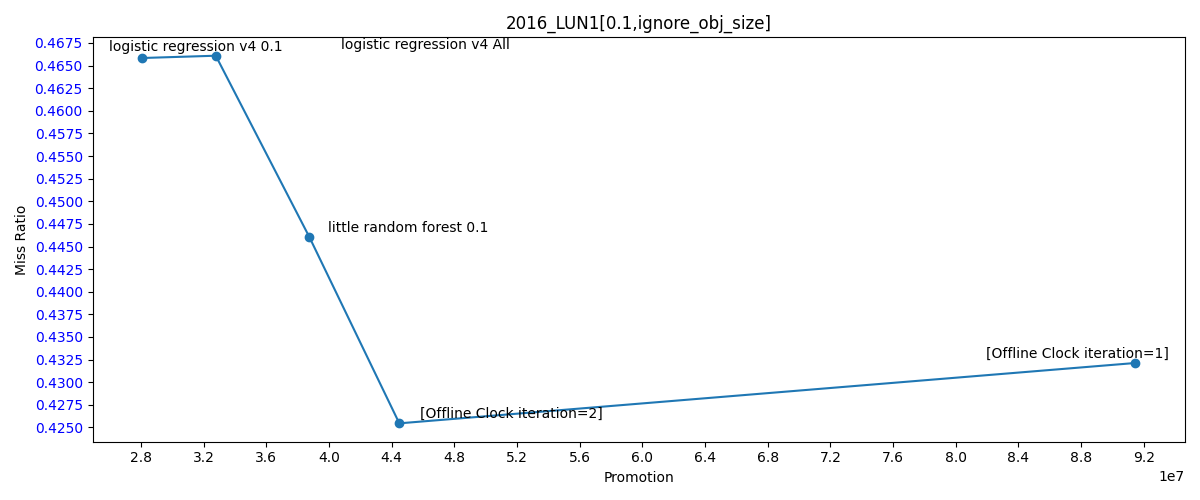 2016_LUN1[0.1,ignore_obj_size]
0.4675
0.4650
0.4625
0.4600
0.4575
0.4550
0.4525
0.4500
0.4475
0.4450
0.4425
0.4400
0.4375
0.4350
0.4325
0.4300
0.4275
0.4250
Miss Ratio
logistic regression v4 0.1
logistic regression v4 All
little random forest 0.1
[Offline Clock iteration=1]
[Offline Clock iteration=2]
2.8 3.2 3.6 4.0 4.4 4.8 5.2 5.6 6.0 6.4 6.8 7.2 7.6 8.0 8.4 8.8 9.2
1e7
Promotion